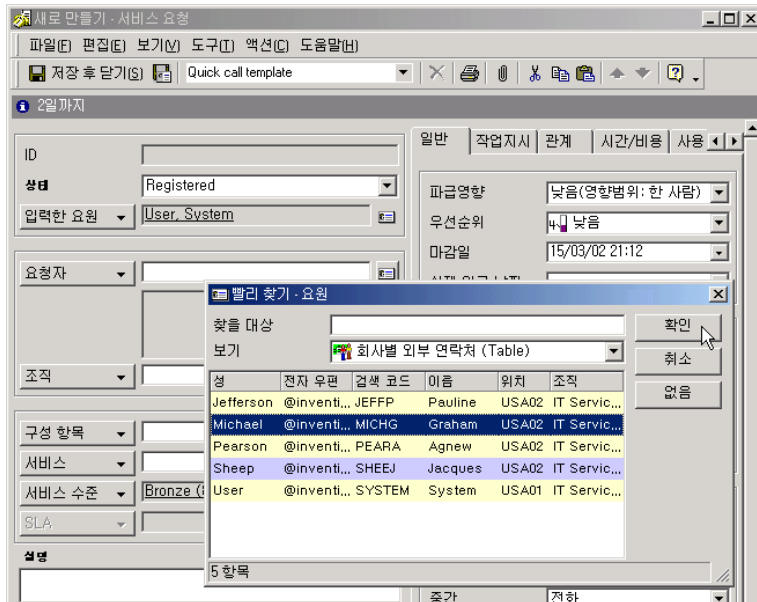 새로 만들기 - 서비스 요청
파일(F) 편집(E) 보기(V) 도구(T) 액션(C) 도움말(H)
저장 후 닫기(S) Quick call template
2일까지
ID
상태 Registered
입력한 요원 User, System
요청자
조직
구성 항목
서비스
서비스 수준 Bronze (
SLA
설명
일반 작업지시 관계 시간/비용 사용
파급영향 낮음(영향범위: 한 사람)
우선순위 낮음
마감일 15/03/02 21:12
빨리 찾기 - 요원
찾을 대상
보기 회사별 외부 연락처 (Table)
확인
취소
없음
성 전자 우편 검색 코드 이름 위치 조직
Jefferson @inventi... JEFFP Pauline USA02 IT Servic...
Michael @inventi... MICHG Graham USA02 IT Servic...
Pearson @inventi... PEARA Agnew USA02 IT Servic...
Sheep @inventi... SHEEJ Jacques USA02 IT Servic...
User @inventi... SYSTEM System USA01 IT Servic...
5 항목
중간 전화